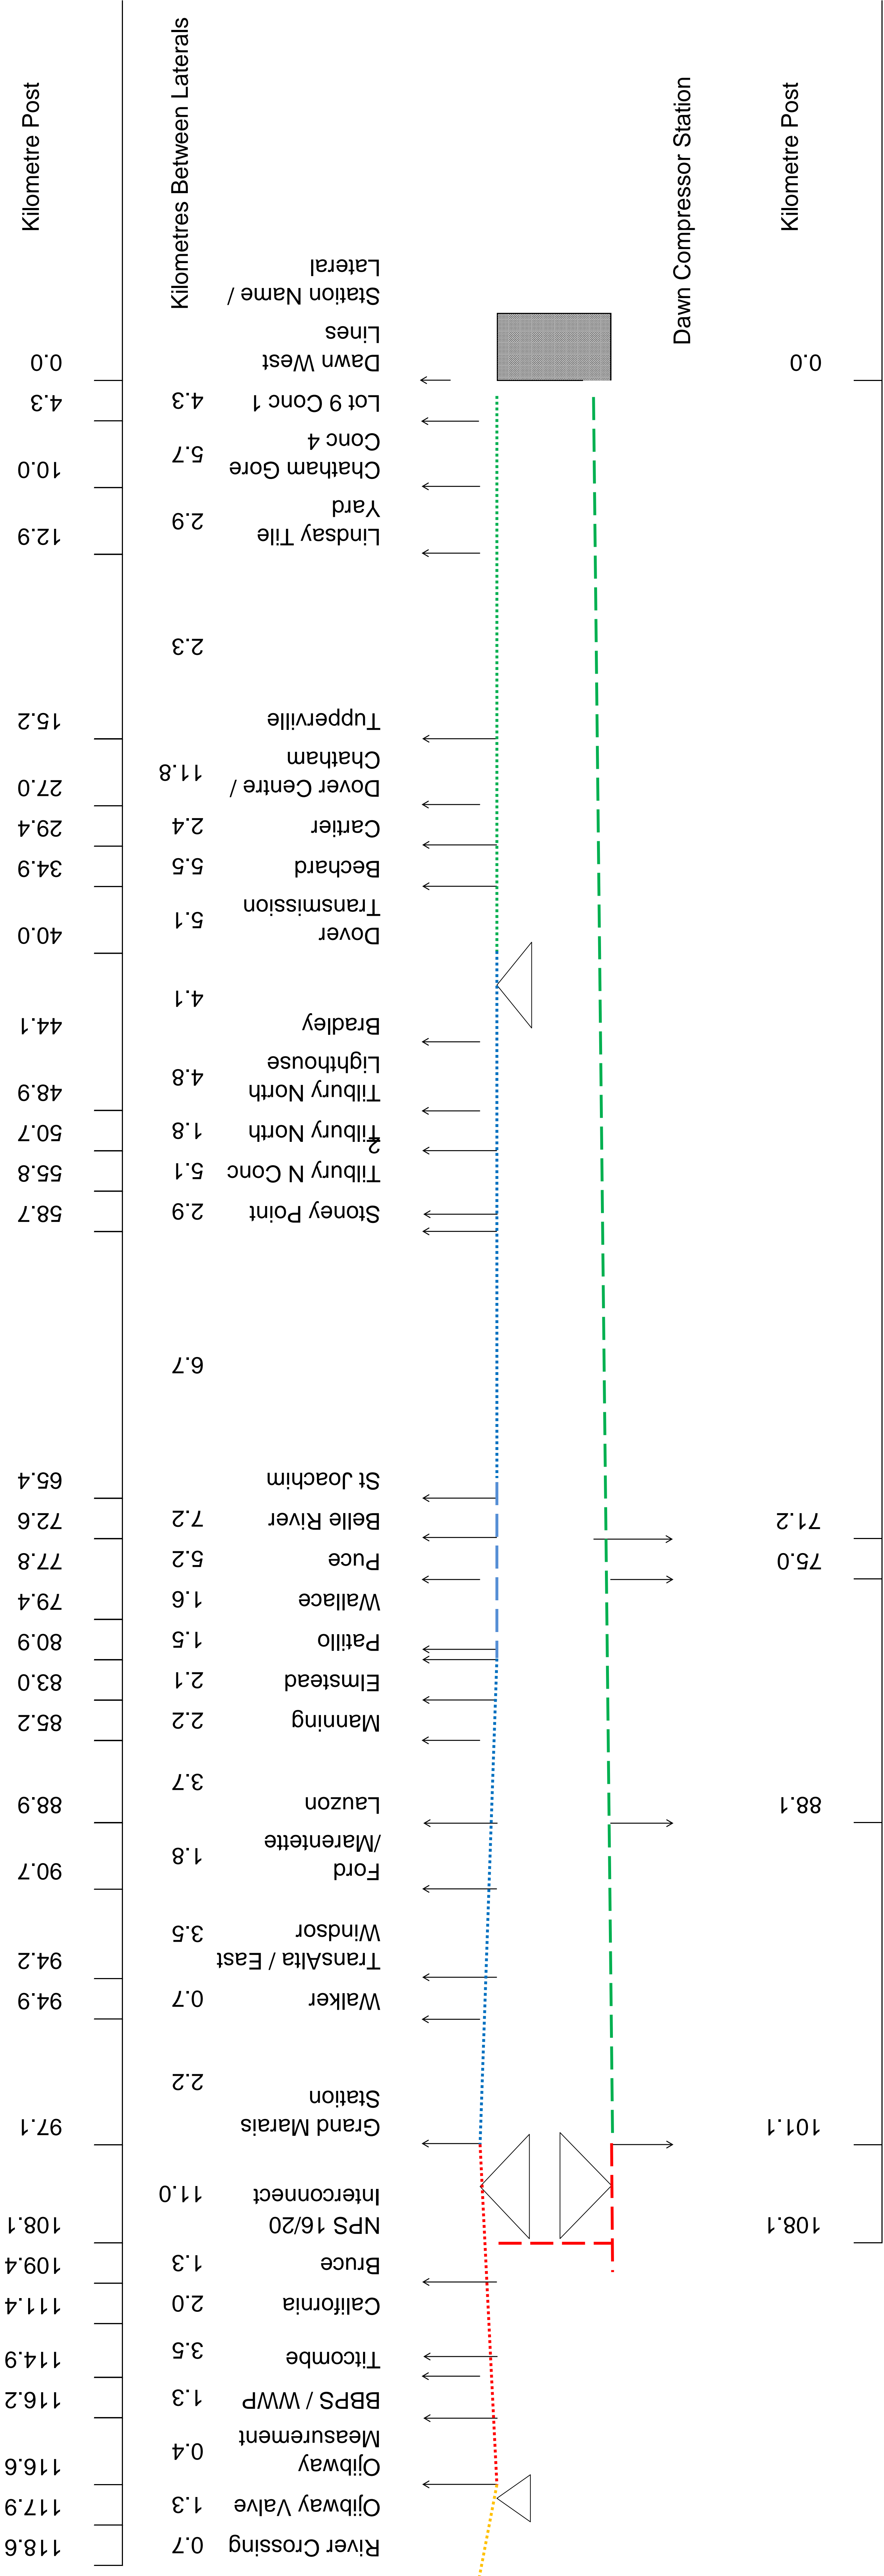 Kilometre Post
0.0
4.3
10.0
12.9
15.2
27.0
29.4
34.9
40.0
44.1
48.9
50.7
55.8
58.7
65.4
72.6
77.8
79.4
80.9
83.0
85.2
88.9
90.7
94.2
94.9
97.1
108.1
109.4
111.4
114.9
116.2
116.6
117.9
118.6
Kilometres Between Laterals
4.3
5.7
2.9
2.3
11.8
2.4
5.5
5.1
4.1
4.8
1.8
5.1
2.9
6.7
7.2
5.2
1.6
1.5
2.1
2.2
3.7
1.8
3.5
0.7
2.2
11.0
1.3
2.0
3.5
1.3
0.4
1.3
0.7
Station Name /
Lateral
Dawn West
Lines
Lot 9 Conc 1
Chatham Gore
Conc 4
Lindsay Tile
Yard
Tupperville
Dover Centre /
Chatham
Cartier
Bechard
Dover
Transmission
Bradley
Tilbury North
Lighthouse
Tilbury North
Tilbury N Conc
2
Stoney Point
St Joachim
Belle River
Puce
Wallace
Patillo
Elmstead
Manning
Lauzon
Ford
/Marentette
TransAlta / East
Windsor
Walker
Grand Marais
Station
NPS 16/20
Interconnect
Bruce
California
Titcombe
BBPS / WWP
Ojibway
Measurement
Ojibway Valve
River Crossing
Dawn Compressor Station
Kilometre Post
0.0
71.2
75.0
88.1
101.1
108.1